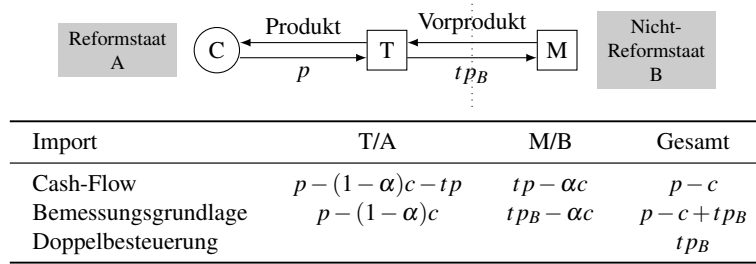 Reformstaat
A
C
Produkt
p
T
Vorprodukt
tp_B
M
Nicht-
Reformstaat
B
Import T/A M/B Gesamt
Cash-Flow p − (1 − α)c − tp tp − αc p − c
Bemessungsgrundlage p − (1 − α)c tp_B − αc p − c + tp_B
Doppelbesteuerung tp_B